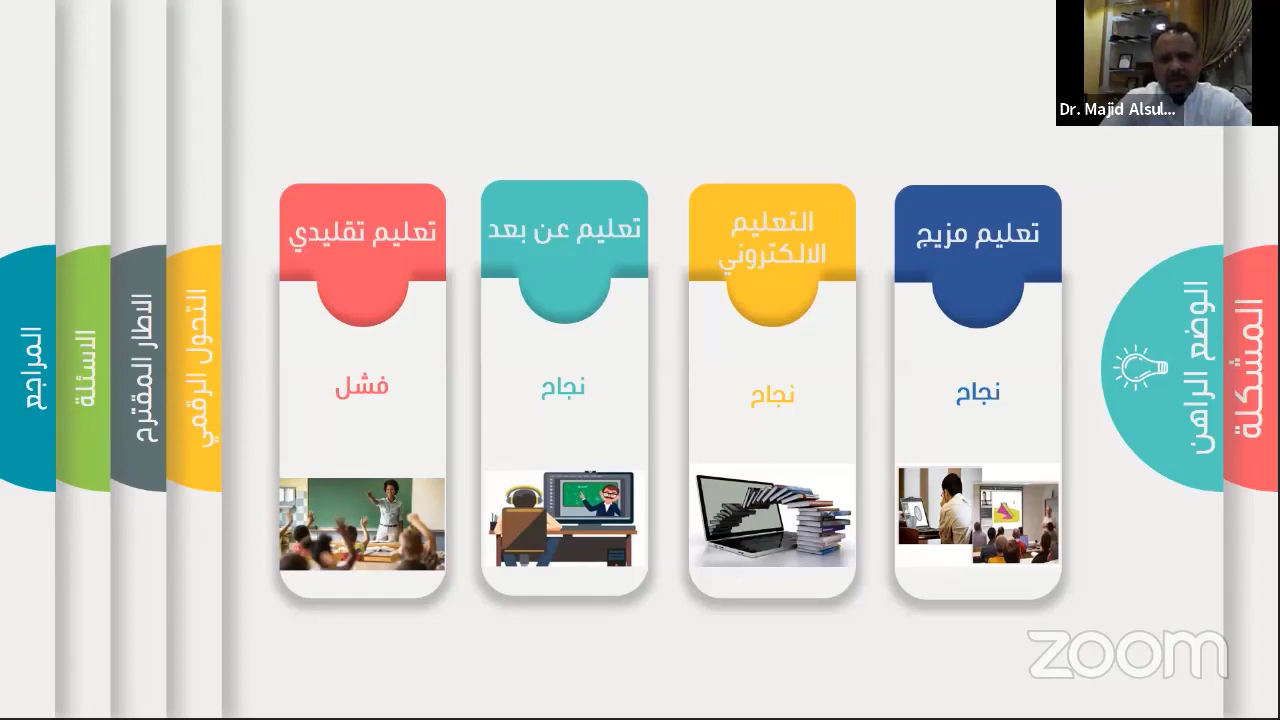 Dr. Majid Alsul...
المشكلة
الوضع الراهن
تعليم مزيج
نجاح
التعليم
الالكتروني
نجاح
تعليم عن بعد
نجاح
تعليم تقليدي
فشل
التحول الرقمي
الاطار المقترح
الاسئلة
المراجع
zoom